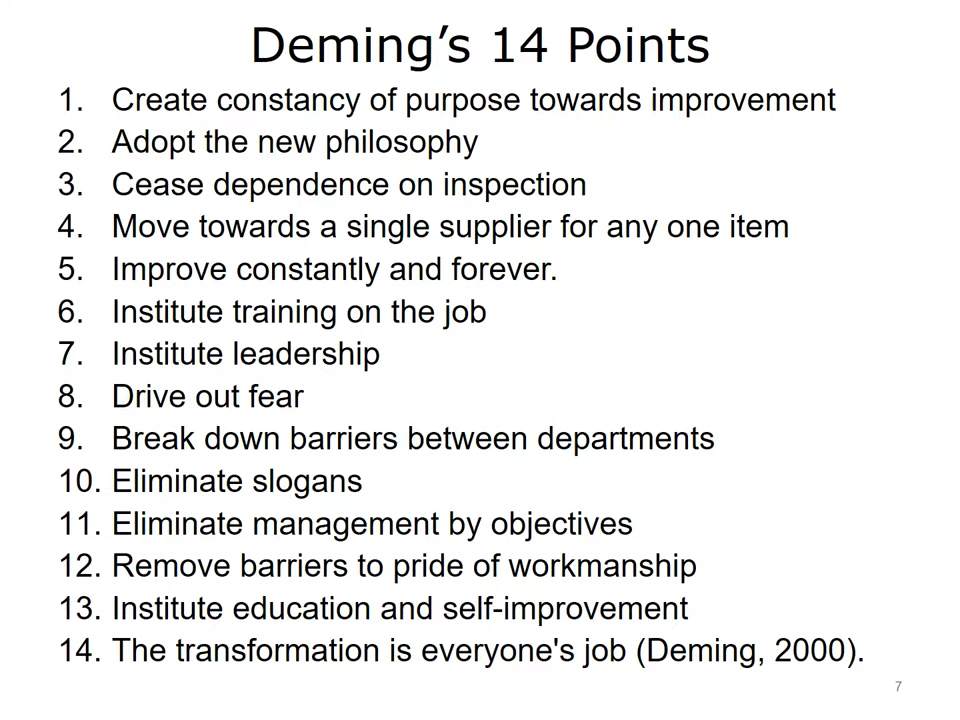 Deming’s 14 Points
1. Create constancy of purpose towards improvement
2. Adopt the new philosophy
3. Cease dependence on inspection
4. Move towards a single supplier for any one item
5. Improve constantly and forever.
6. Institute training on the job
7. Institute leadership
8. Drive out fear
9. Break down barriers between departments
10. Eliminate slogans
11. Eliminate management by objectives
12. Remove barriers to pride of workmanship
13. Institute education and self-improvement
14. The transformation is everyone's job (Deming, 2000).
7